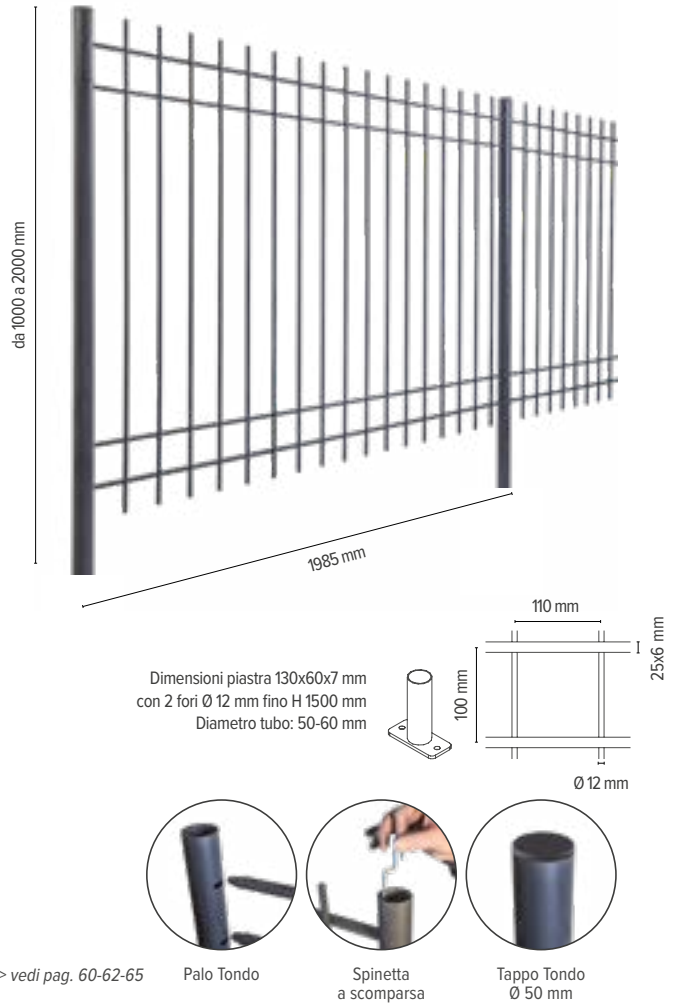 da 1000 a 2000 mm
1985 mm
110 mm
25x6 mm
100 mm
Ø 12 mm
Dimensioni piastra 130x60x7 mm
con 2 fori Ø 12 mm fino H 1500 mm
Diametro tubo: 50-60 mm
> vedi pag. 60-62-65
Palo Tondo
Spinetta
a scomparsa
Tappo Tondo
Ø 50 mm